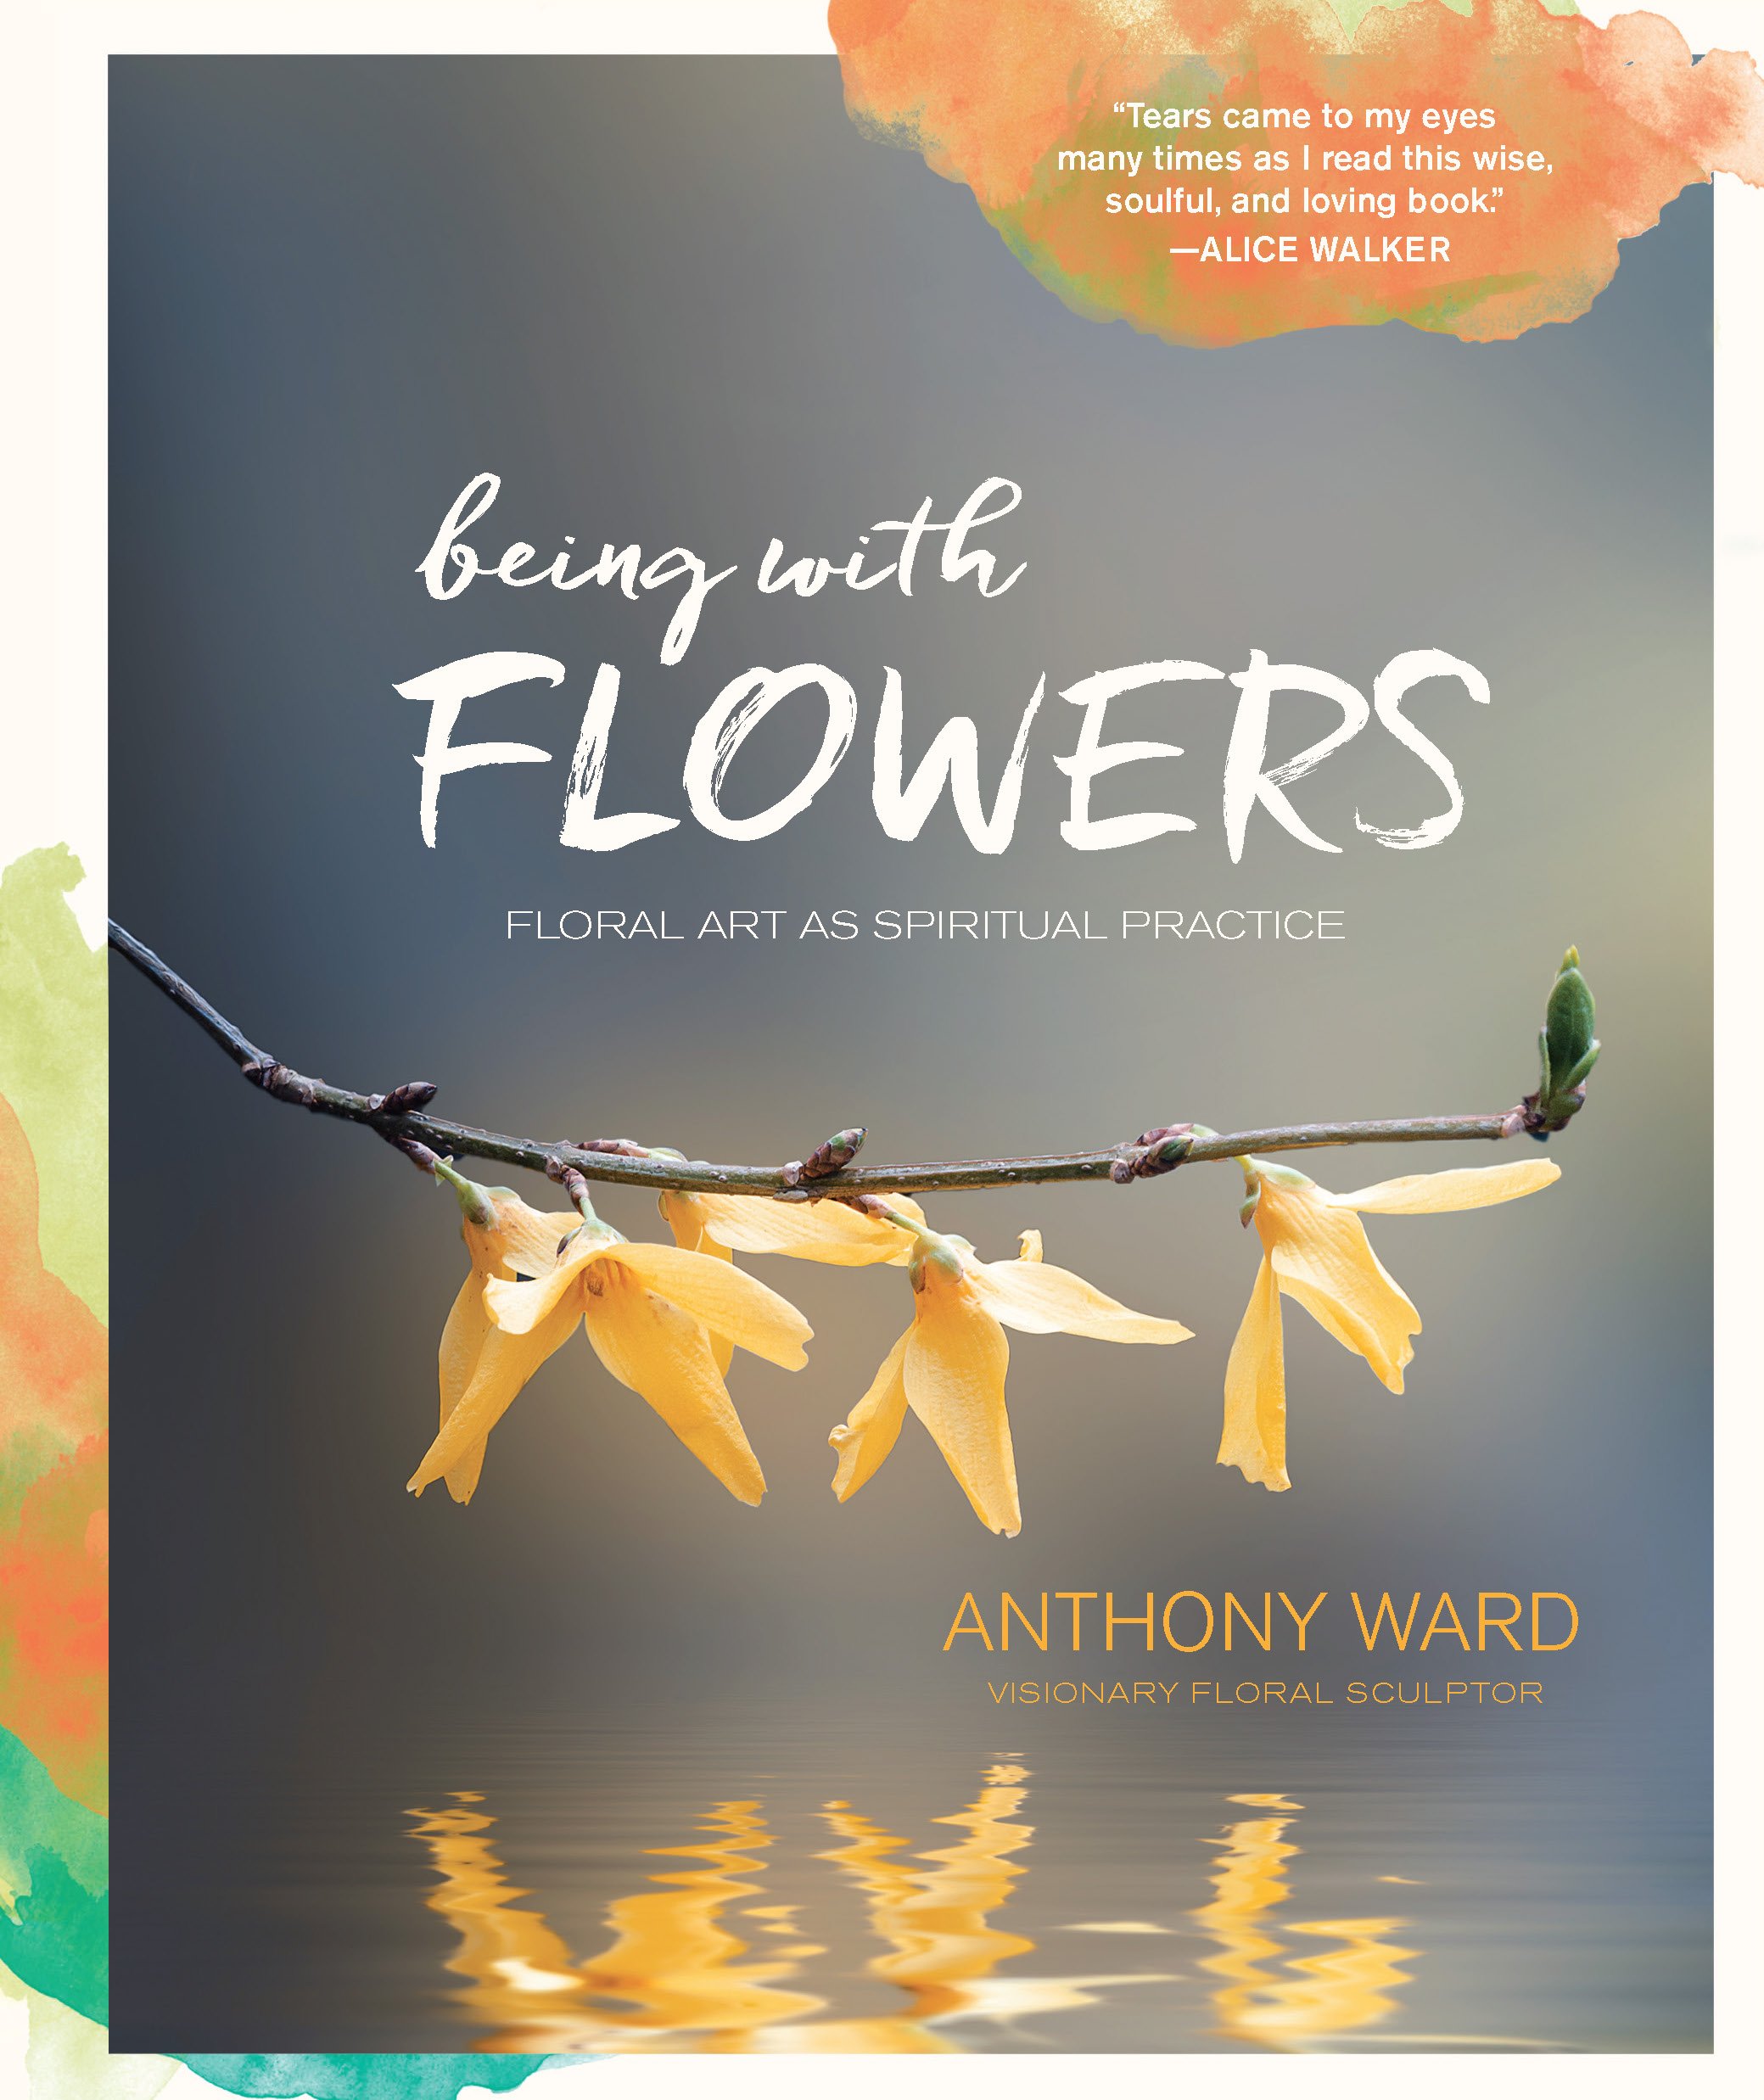 “Tears came to my eyes
many times as I read this wise,
soulful, and loving book.”
—ALICE WALKER
being with
FLOWERS
FLORAL ART AS SPIRITUAL PRACTICE
ANTHONY WARD
VISIONARY FLORAL SCULPTOR